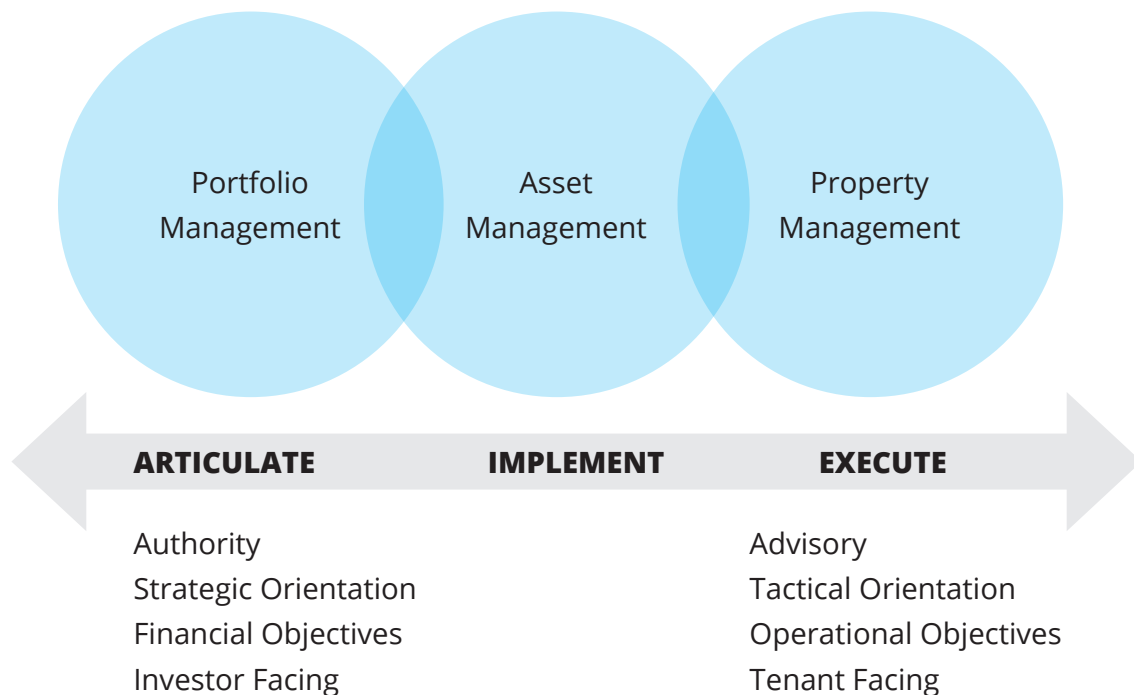 Portfolio
Management
Asset
Management
Property
Management
ARTICULATE
IMPLEMENT
EXECUTE
Authority
Strategic Orientation
Financial Objectives
Investor Facing
Advisory
Tactical Orientation
Operational Objectives
Tenant Facing